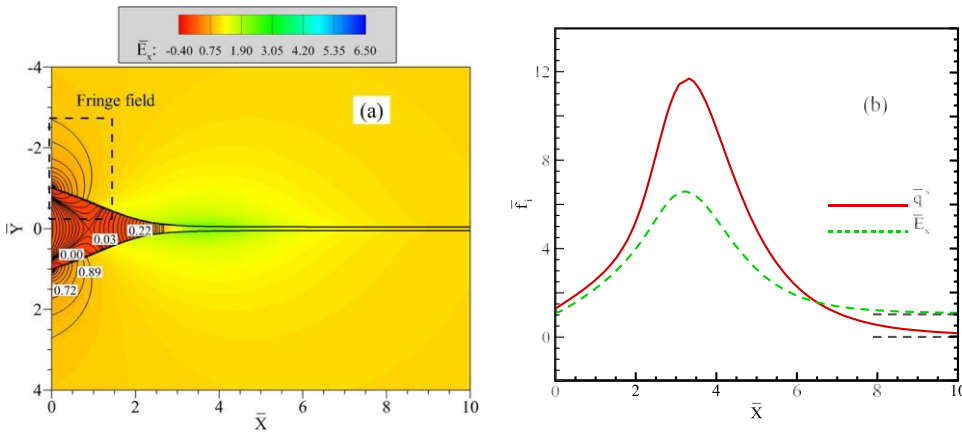 Ēₓ: -0.40 0.75 1.90 3.05 4.20 5.35 6.50
(a)
Fringe field
-4
-2
0
2
4
Ȳ
0.22
0.03
0.00
0.89
0.72
0 2 4 6 8 10
X̄
(b)
12
8
4
0
f̄ᵢ
q̄ˢ
Ēₓ
0 2 4 6 8 10
X̄